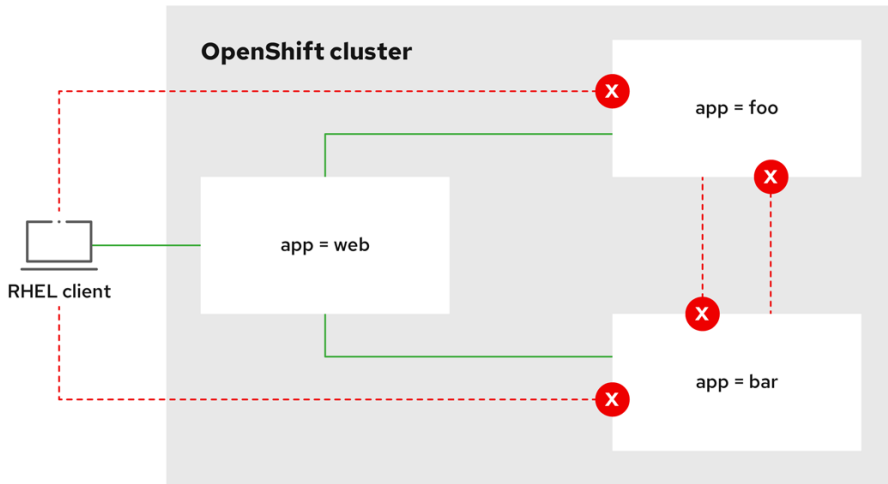 OpenShift cluster
X
app = foo
X
app = web
RHEL client
X
app = bar
X